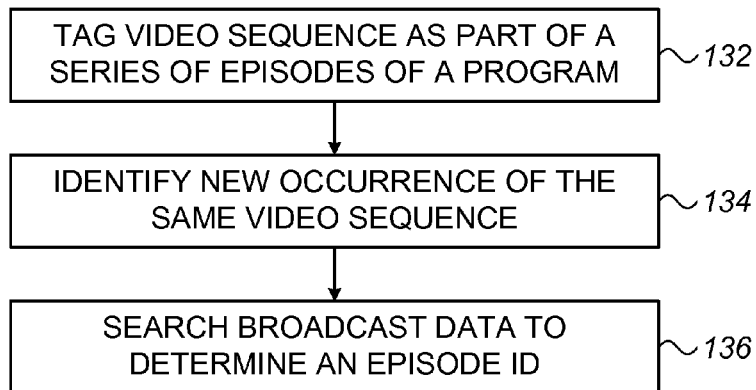 TAG VIDEO SEQUENCE AS PART OF A
SERIES OF EPISODES OF A PROGRAM
132
IDENTIFY NEW OCCURRENCE OF THE
SAME VIDEO SEQUENCE
134
SEARCH BROADCAST DATA TO
DETERMINE AN EPISODE ID
136